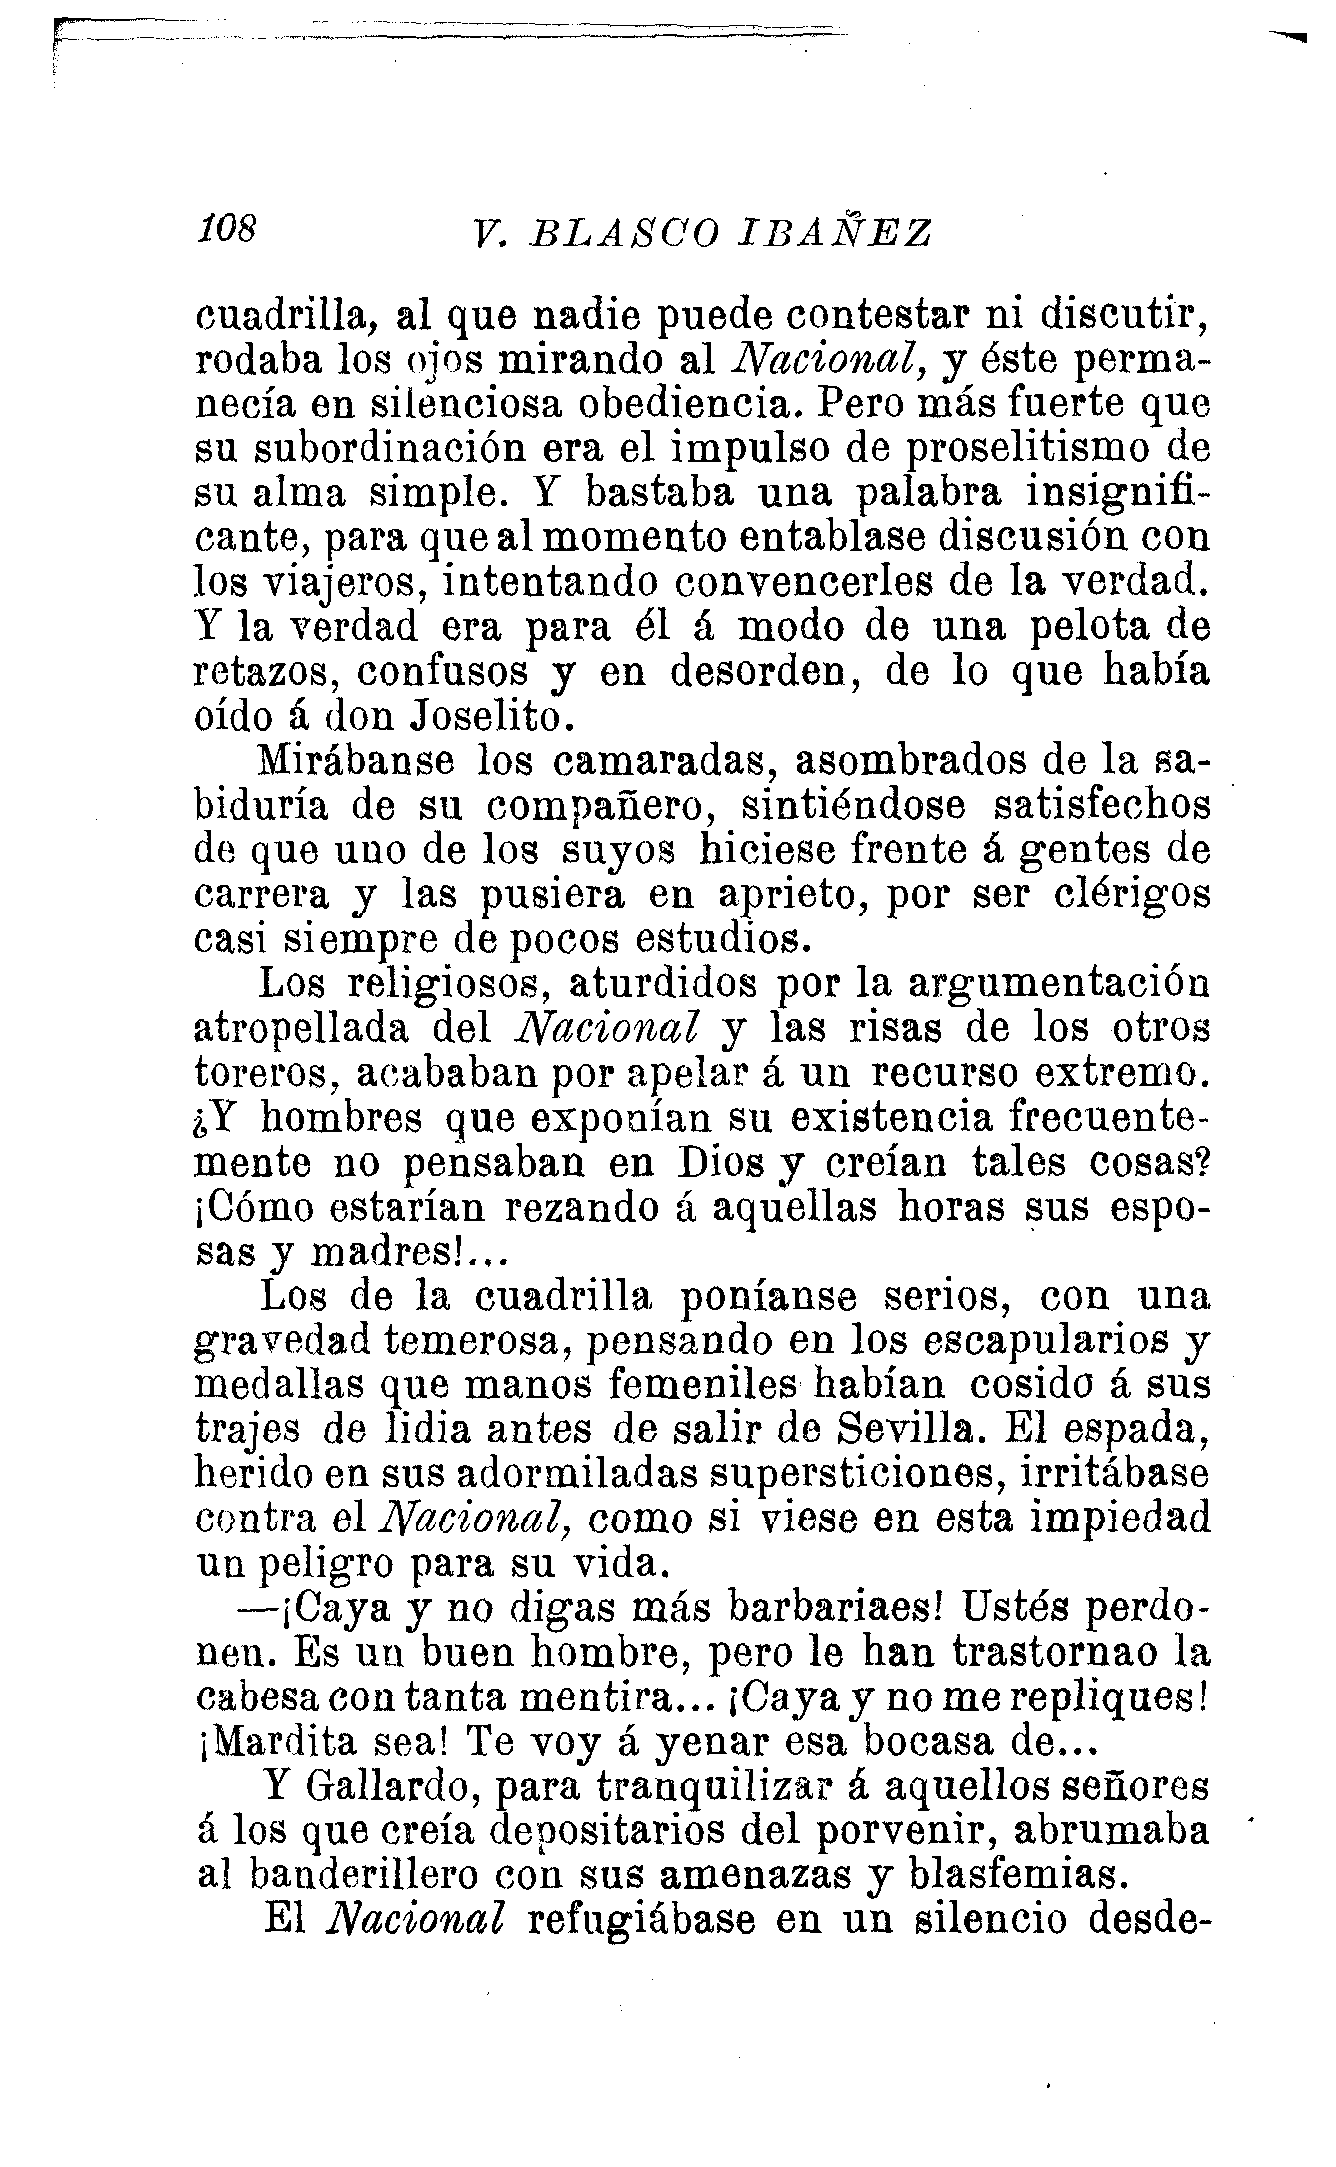 108 V. BLASCO IBAÑEZ
cuadrilla, al que nadie puede contestar ni discutir,
rodaba los ojos mirando al Nacional, y éste perma-
necía en silenciosa obediencia. Pero más fuerte que
su subordinación era el impulso de proselitismo de
su alma simple. Y bastaba una palabra insignifi-
cante, para que al momento entablase discusión con
los viajeros, intentando convencerles de la verdad.
Y la verdad era para él á modo de una pelota de
retazos, confusos y en desorden, de lo que había
oído á don Joselito.
Mirábanse los camaradas, asombrados de la sa-
biduría de su compañero, sintiéndose satisfechos
de que uno de los suyos hiciese frente á gentes de
carrera y las pusiera en aprieto, por ser clérigos
casi siempre de pocos estudios.
Los religiosos, aturdidos por la argumentación
atropellada del Nacional y las risas de los otros
toreros, acababan por apelar á un recurso extremo.
¿Y hombres que exponían su existencia frecuente-
mente no pensaban en Dios y creían tales cosas?
¡Cómo estarían rezando á aquellas horas sus espo-
sas y madres!...
Los de la cuadrilla poníanse serios, con una
gravedad temerosa, pensando en los escapularios y
medallas que manos femeniles habían cosido á sus
trajes de lidia antes de salir de Sevilla. El espada,
herido en sus adormiladas supersticiones, irritábase
contra el Nacional, como si viese en esta impiedad
un peligro para su vida.
—¡Caya y no digas más barbariaes! Ustés perdo-
nen. Es un buen hombre, pero le han trastornao la
cabesa con tanta mentira... ¡Caya y no me repliques!
¡Mardita sea! Te voy á yenar esa bocasa de...
Y Gallardo, para tranquilizar á aquellos señores
á los que creía depositarios del porvenir, abrumaba
al banderillero con sus amenazas y blasfemias.
El Nacional refugiábase en un silencio desde-